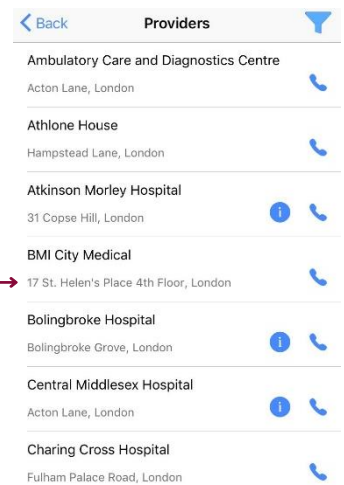 Back Providers
Ambulatory Care and Diagnostics Centre
Acton Lane, London
Athlone House
Hampstead Lane, London
Atkinson Morley Hospital
31 Copse Hill, London
BMI City Medical
17 St. Helen's Place 4th Floor, London
Bolingbroke Hospital
Bolingbroke Grove, London
Central Middlesex Hospital
Acton Lane, London
Charing Cross Hospital
Fulham Palace Road, London